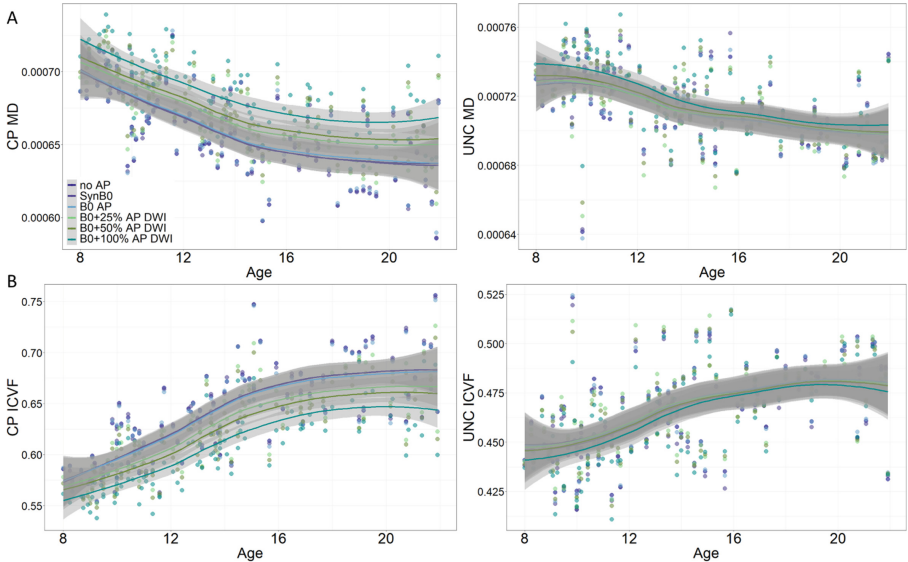 A
CP MD
0.00070
0.00065
0.00060
no AP
SynB0
B0 AP
B0+25% AP DWI
B0+50% AP DWI
B0+100% AP DWI
8 12 16 20
Age
UNC MD
0.00076
0.00072
0.00068
0.00064
8 12 16 20
Age
B
CP ICVF
0.75
0.70
0.65
0.60
0.55
8 12 16 20
Age
UNC ICVF
0.525
0.500
0.475
0.450
0.425
8 12 16 20
Age